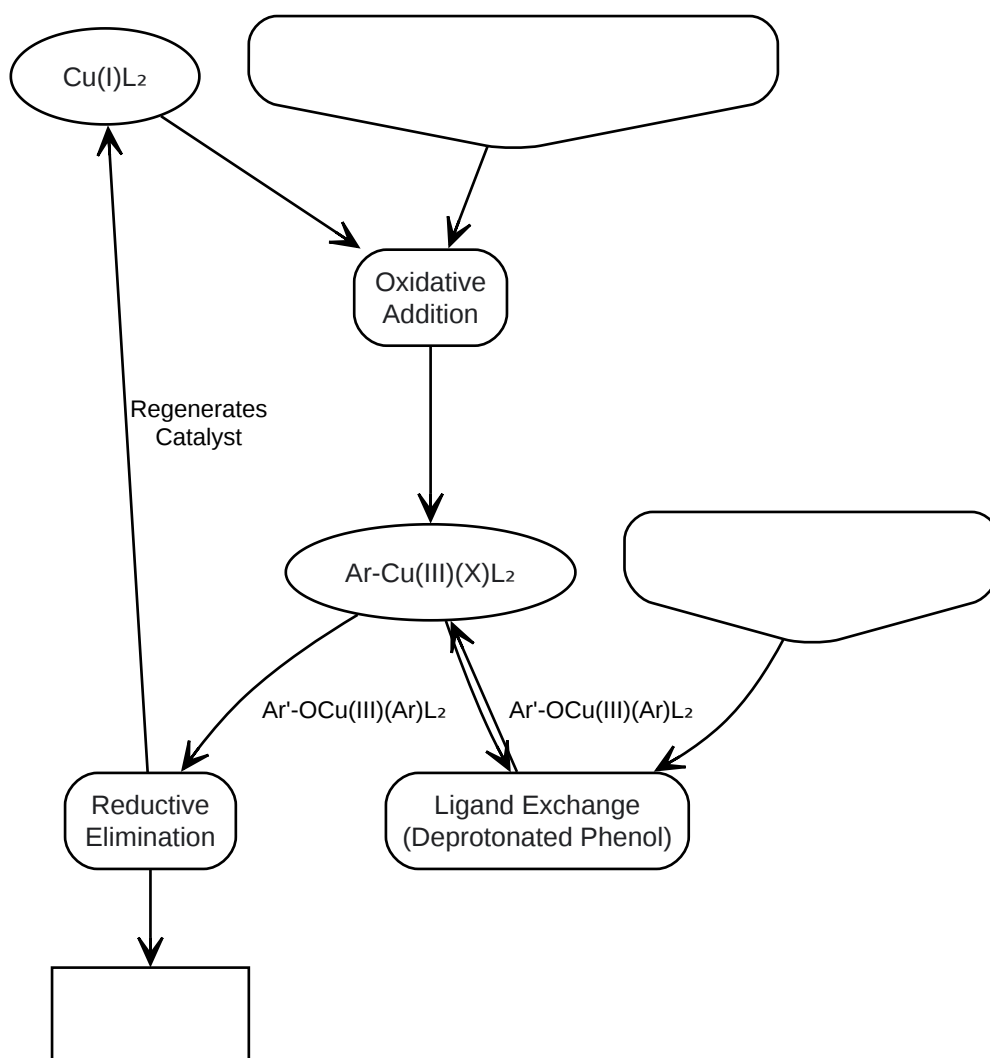 Cu(I)L₂
Oxidative
Addition
Regenerates
Catalyst
Ar-Cu(III)(X)L₂
Ar'-OCu(III)(Ar)L₂
Ar'-OCu(III)(Ar)L₂
Reductive
Elimination
Ligand Exchange
(Deprotonated Phenol)